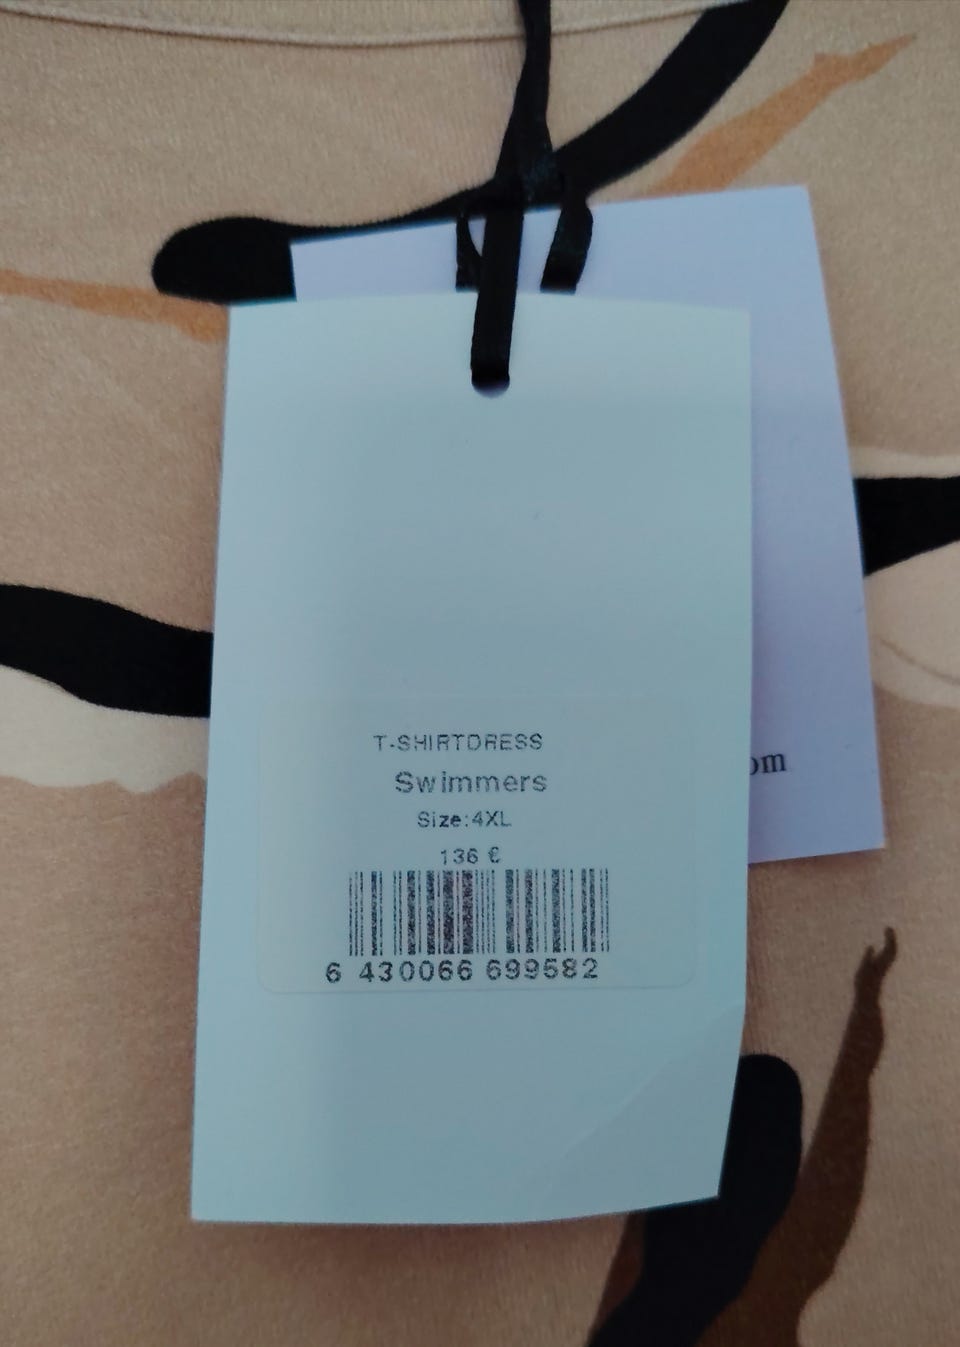 T-SHIRTDRESS
Swimmers
Size:4XL
136 €
6 430066 699582
om